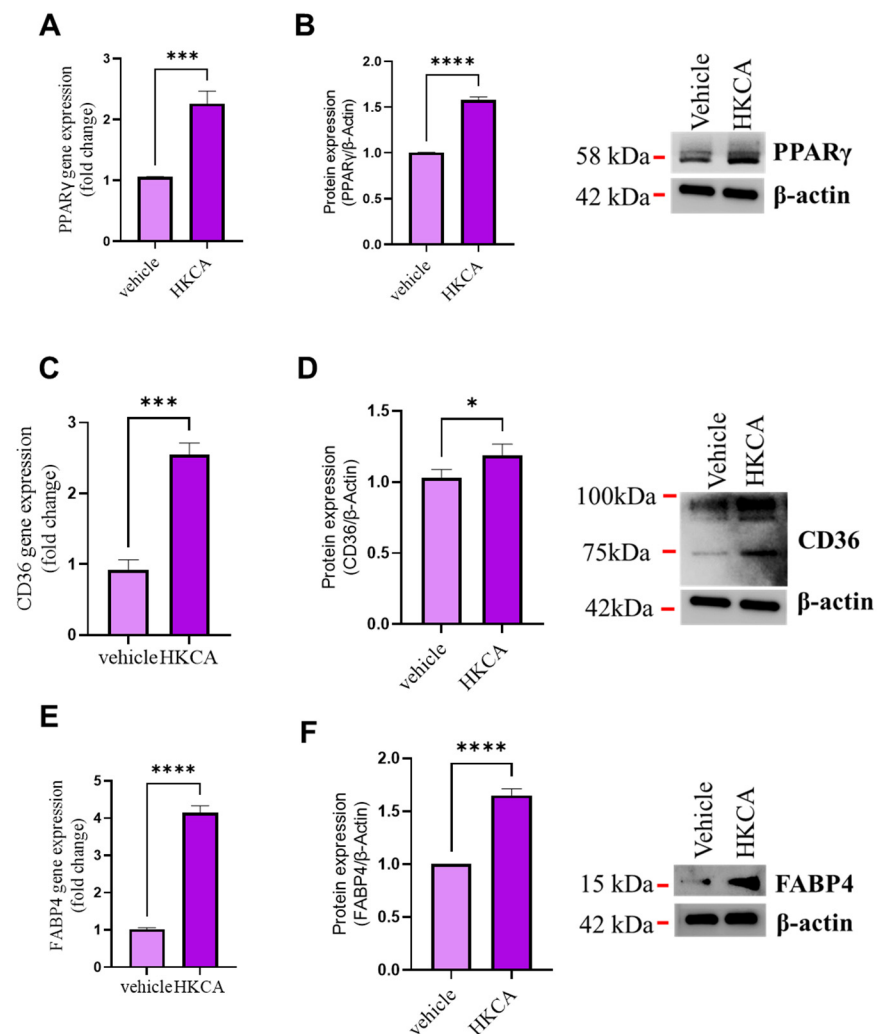 A
PPARγ gene expression
(fold change)
3
2
1
0
***
vehicle
HKCA
B
Protein expression
(PPARγ/β-Actin)
2.0
1.5
1.0
0.5
0.0
****
vehicle
HKCA
Vehicle
HKCA
58 kDa
PPARγ
42 kDa
β-actin
C
CD36 gene expression
(fold change)
3
2
1
0
***
vehicle HKCA
D
Protein expression
(CD36/β-Actin)
1.5
1.0
0.5
0.0
*
vehicle
HKCA
Vehicle
HKCA
100kDa
75kDa
CD36
42kDa
β-actin
E
FABP4 gene expression
(fold change)
5
4
3
2
1
0
****
vehicle HKCA
F
Protein expression
(FABP4/β-Actin)
2.0
1.5
1.0
0.5
0.0
****
vehicle
HKCA
Vehicle
HKCA
15 kDa
FABP4
42 kDa
β-actin